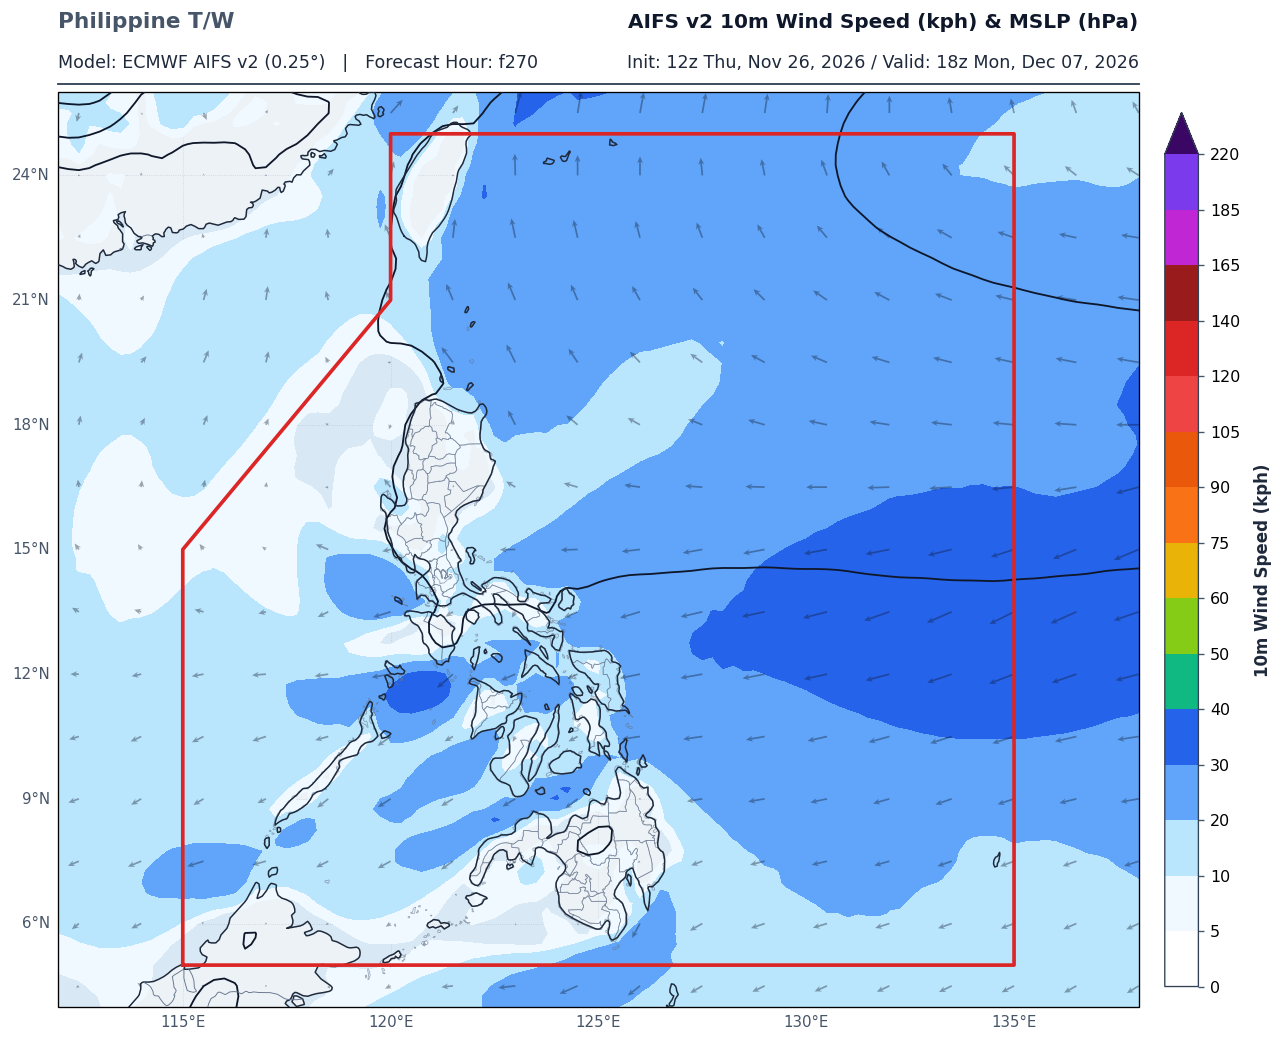 Philippine T/W
AIFS v2 10m Wind Speed (kph) & MSLP (hPa)
Model: ECMWF AIFS v2 (0.25°) | Forecast Hour: f270
Init: 12z Thu, Nov 26, 2026 / Valid: 18z Mon, Dec 07, 2026
24°N
21°N
18°N
15°N
12°N
9°N
6°N
115°E
120°E
125°E
130°E
135°E
220
185
165
140
120
105
90
75
60
50
40
30
20
10
5
0
10m Wind Speed (kph)